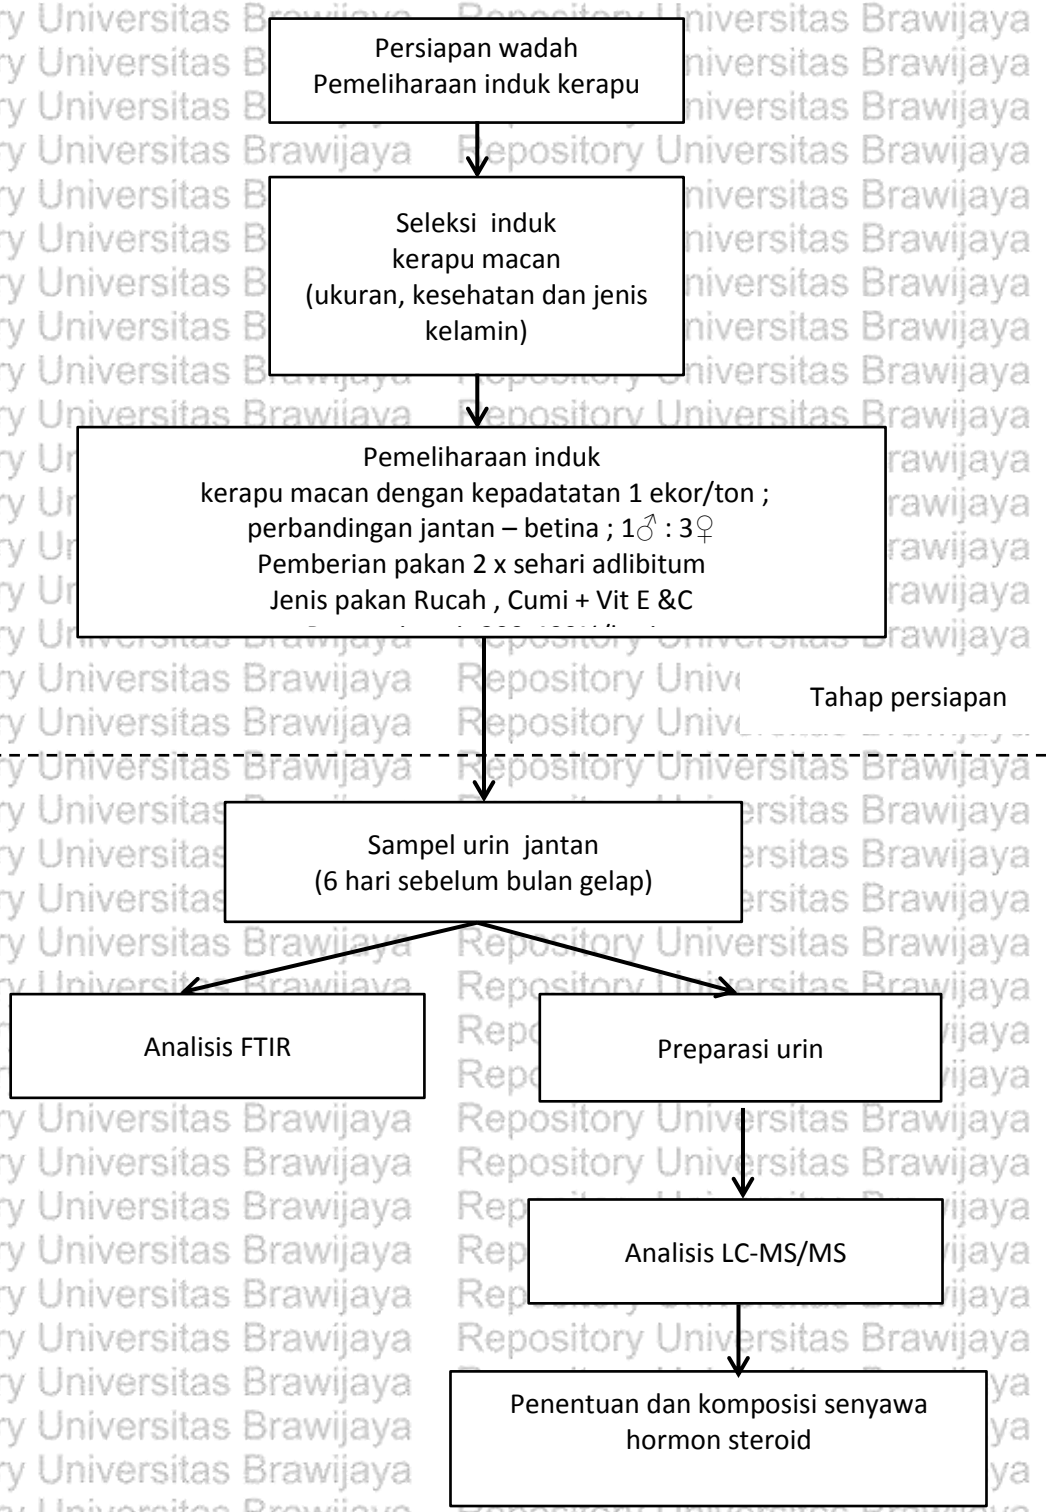 Persiapan wadah
Pemeliharaan induk kerapu
Seleksi induk
kerapu macan
(ukuran, kesehatan dan jenis
kelamin)
Pemeliharaan induk
kerapu macan dengan kepadatatan 1 ekor/ton ;
perbandingan jantan – betina ; 1♂ : 3♀
Pemberian pakan 2 x sehari adlibitum
Jenis pakan Rucah , Cumi + Vit E &C
Tahap persiapan
Sampel urin jantan
(6 hari sebelum bulan gelap)
Analisis FTIR
Preparasi urin
Analisis LC-MS/MS
Penentuan dan komposisi senyawa
hormon steroid
Repository Universitas Brawijaya